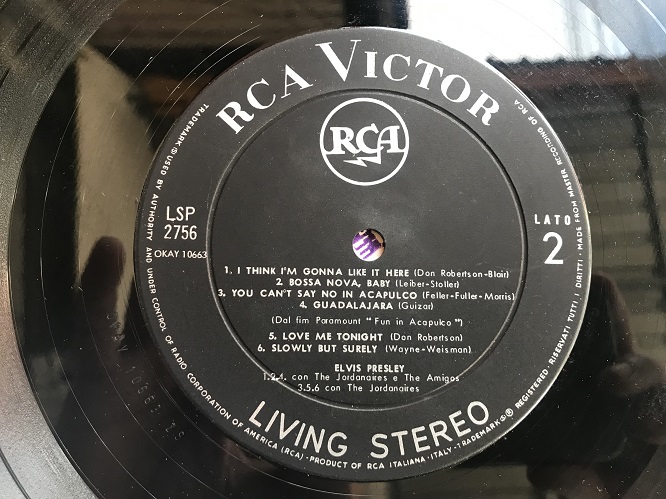 RCA VICTOR
RCA
LSP
2756
OKAY 10663
LATO
2
1. I THINK I'M GONNA LIKE IT HERE (Don Robertson-Blair)
2. BOSSA NOVA, BABY (Leiber-Stoller)
3. YOU CAN'T SAY NO IN ACAPULCO (Feller-Fuller-Morris)
4. GUADALAJARA (Guizar)
(Dal fim Paramount "Fun in Acapulco")
5. LOVE ME TONIGHT (Don Robertson)
6. SLOWLY BUT SURELY (Wayne-Weisman)
ELVIS PRESLEY
1.2.4. con The Jordanaires e The Amigos
3.5.6 con The Jordanaires
LIVING STEREO
TRADEMARK ® USED BY AUTHORITY AND UNDER CONTROL OF RADIO CORPORATION OF AMERICA (RCA) - PRODUCT OF RCA ITALIANA - ITALY - TRADEMARKS ® REGISTERED - RISERVATI TUTTI I DIRITTI - MADE FROM MASTER RECORDING OF RCA